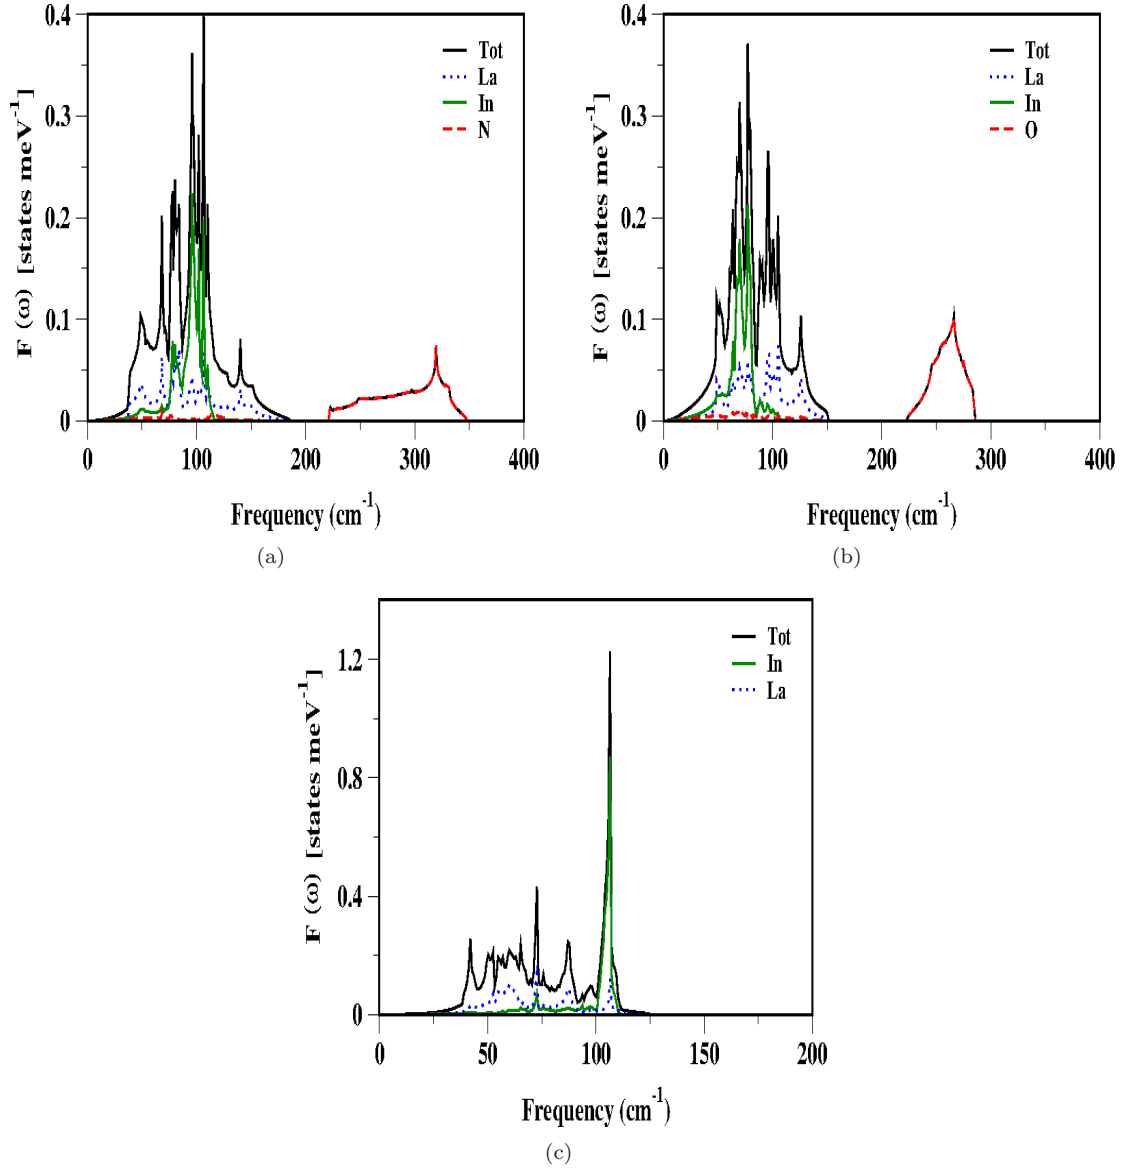 F (ω) [states meV⁻¹]
0.4
0.3
0.2
0.1
0
0 100 200 300 400
Tot
La
In
N
Frequency (cm⁻¹)
(a)
F (ω) [states meV⁻¹]
0.4
0.3
0.2
0.1
0
0 100 200 300 400
Tot
La
In
O
Frequency (cm⁻¹)
(b)
F (ω) [states meV⁻¹]
1.2
0.8
0.4
0
0 50 100 150 200
Tot
In
La
Frequency (cm⁻¹)
(c)